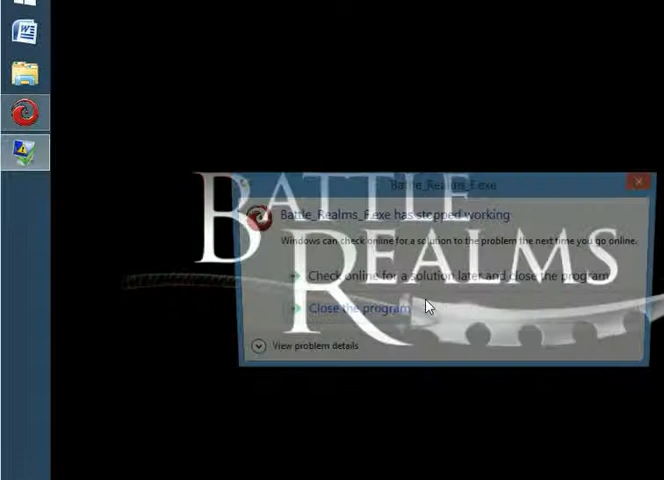 BATTLE
REALMS
Battle_Realms_F.exe
Battle_Realms_F.exe has stopped working
Windows can check online for a solution to the problem the next time you go online.
Check online for a solution later and close the program
Close the program
View problem details